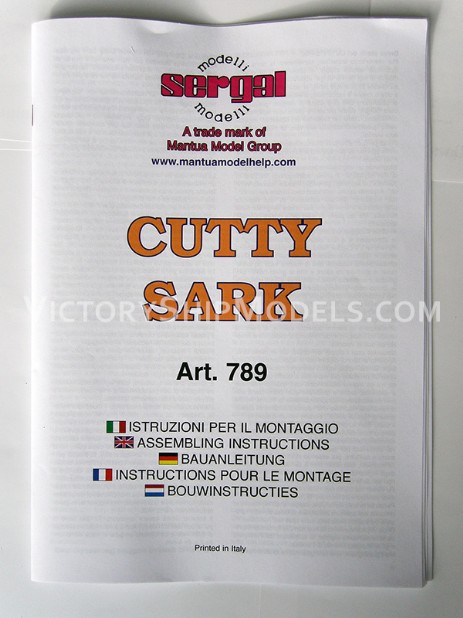 modelli
sergal
modelli
A trade mark of
Mantua Model Group
www.mantuamodelhelp.com
CUTTY
SARK
VICTORYSHIPMODELS.COM
Art. 789
ISTRUZIONI PER IL MONTAGGIO
ASSEMBLING INSTRUCTIONS
BAUANLEITUNG
INSTRUCTIONS POUR LE MONTAGE
BOUWINSTRUCTIES
Printed in Italy